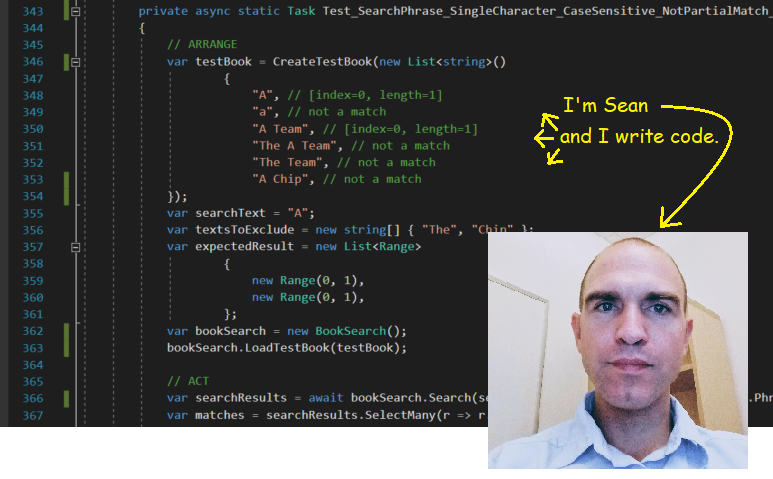 343 private async static Task Test_SearchPhrase_SingleCharacter_CaseSensitive_NotPartialMatch_
344 {
345 // ARRANGE
346 var testBook = CreateTestBook(new List<string>()
347 {
348 "A", // [index=0, length=1]
349 "a", // not a match
350 "A Team", // [index=0, length=1]
351 "The A Team", // not a match
352 "The Team", // not a match
353 "A Chip", // not a match
354 });
355 var searchText = "A";
356 var textsToExclude = new string[] { "The", "Chip" };
357 var expectedResult = new List<Range>
358 {
359 new Range(0, 1),
360 new Range(0, 1),
361 };
362 var bookSearch = new BookSearch();
363 bookSearch.LoadTestBook(testBook);
364
365 // ACT
366 var searchResults = await bookSearch.Search(se .Phr
367 var matches = searchResults.SelectMany(r => r
I'm Sean
and I write code.